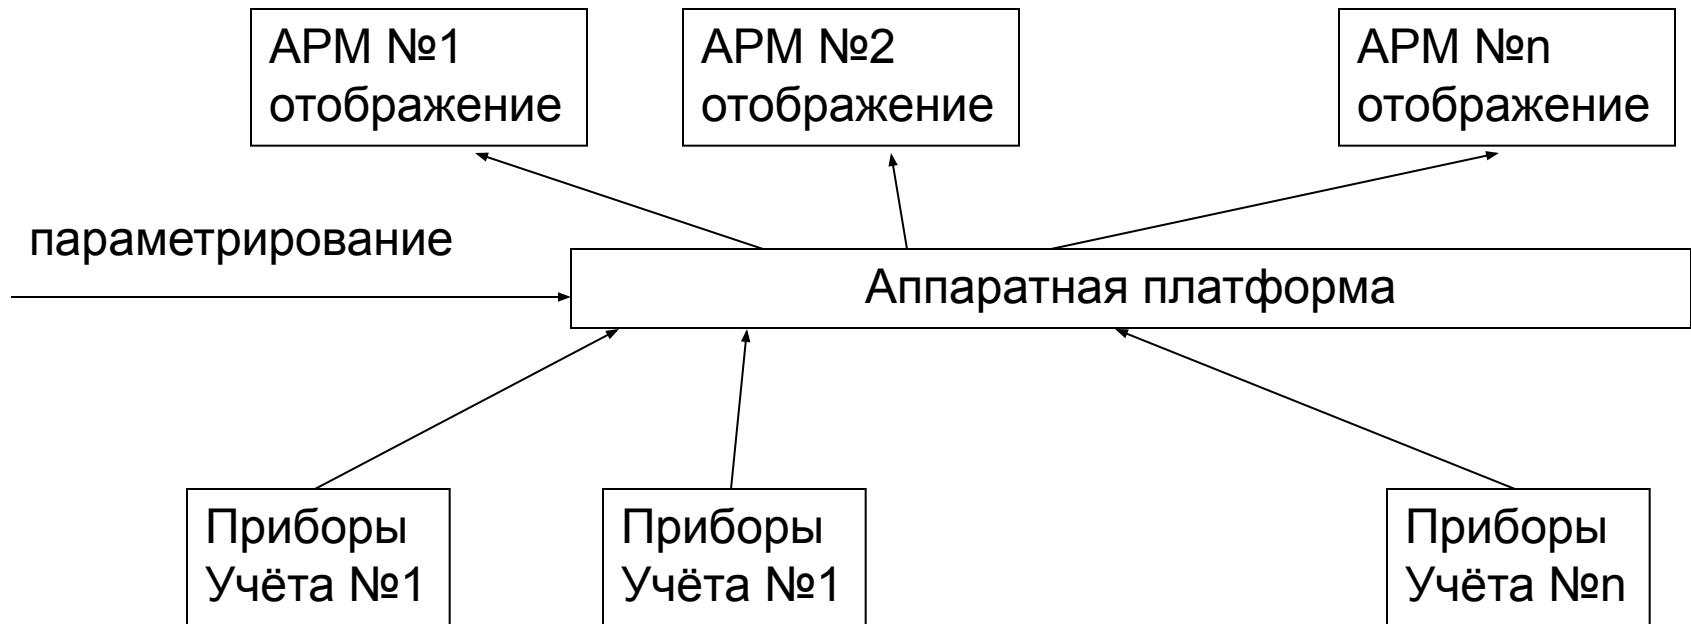 АРМ №1
отображение
АРМ №2
отображение
АРМ №n
отображение
параметрирование
Аппаратная платформа
Приборы
Учёта №1
Приборы
Учёта №1
Приборы
Учёта №n